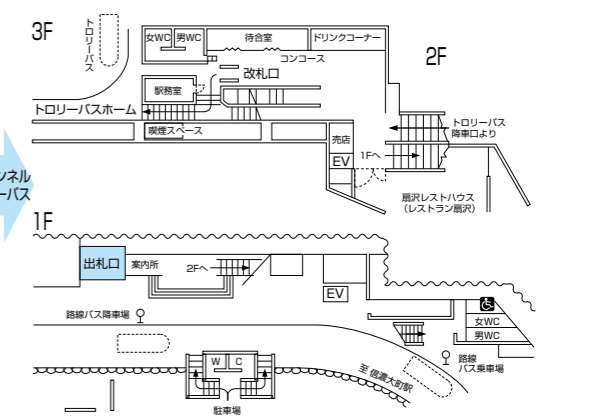 3F
トロリーバス
女WC
男WC
待合室
ドリンクコーナー
コンコース
2F
改札口
駅務室
トロリーバスホーム
喫煙スペース
売店
EV
1Fへ
トロリーバス
降車口より
扇沢レストハウス
（レストラン扇沢）
ンネル
ーバス
1F
出札口
案内所
2Fへ
EV
路線バス降車場
女WC
男WC
路線
バス乗車場
至 信濃大町駅
W C
駐車場